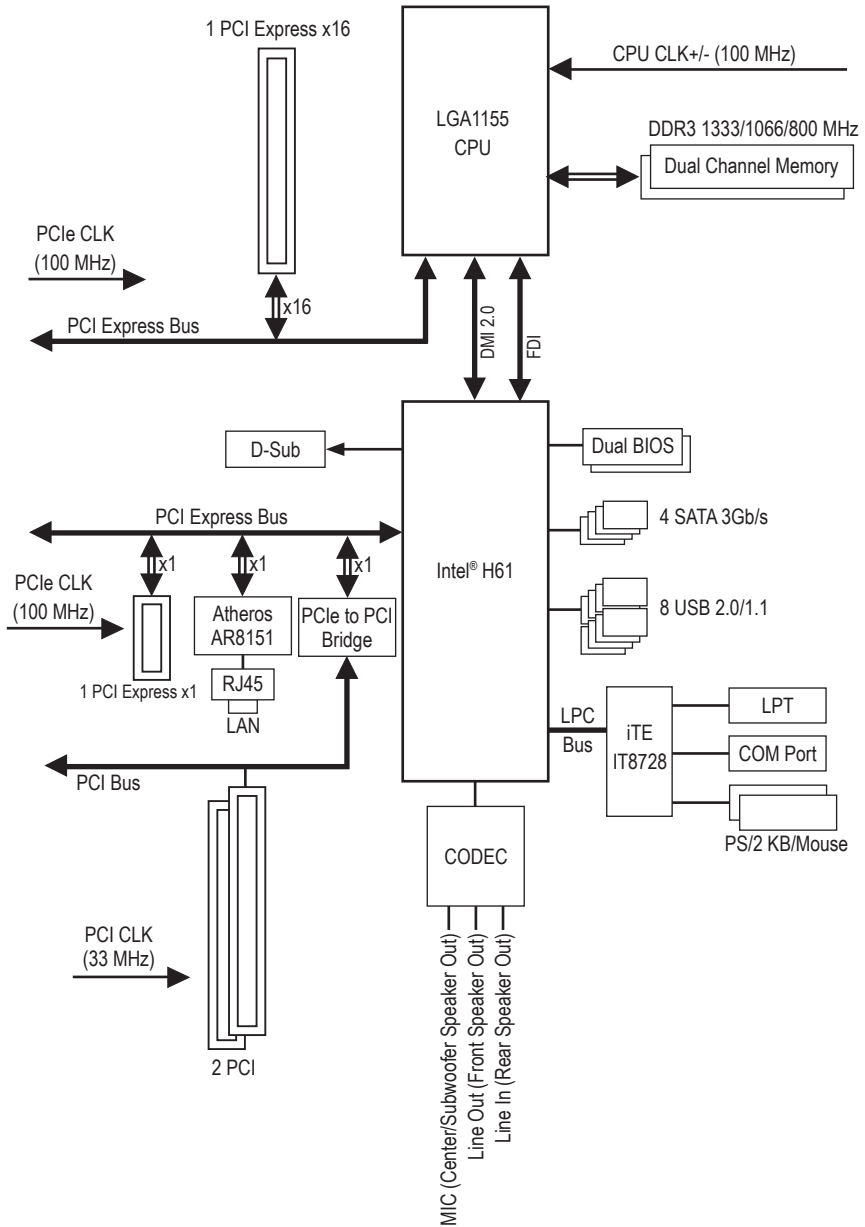 1 PCI Express x16
CPU CLK+/- (100 MHz)
LGA1155
CPU
DDR3 1333/1066/800 MHz
Dual Channel Memory
PCIe CLK
(100 MHz)
x16
PCI Express Bus
DMI 2.0
FDI
D-Sub
Dual BIOS
PCI Express Bus
4 SATA 3Gb/s
x1
x1
x1
Intel® H61
PCIe CLK
(100 MHz)
Atheros
AR8151
PCIe to PCI
Bridge
8 USB 2.0/1.1
1 PCI Express x1
RJ45
LAN
LPC
Bus
iTE
IT8728
LPT
COM Port
PS/2 KB/Mouse
PCI Bus
CODEC
PCI CLK
(33 MHz)
2 PCI
MIC (Center/Subwoofer Speaker Out)
Line Out (Front Speaker Out)
Line In (Rear Speaker Out)